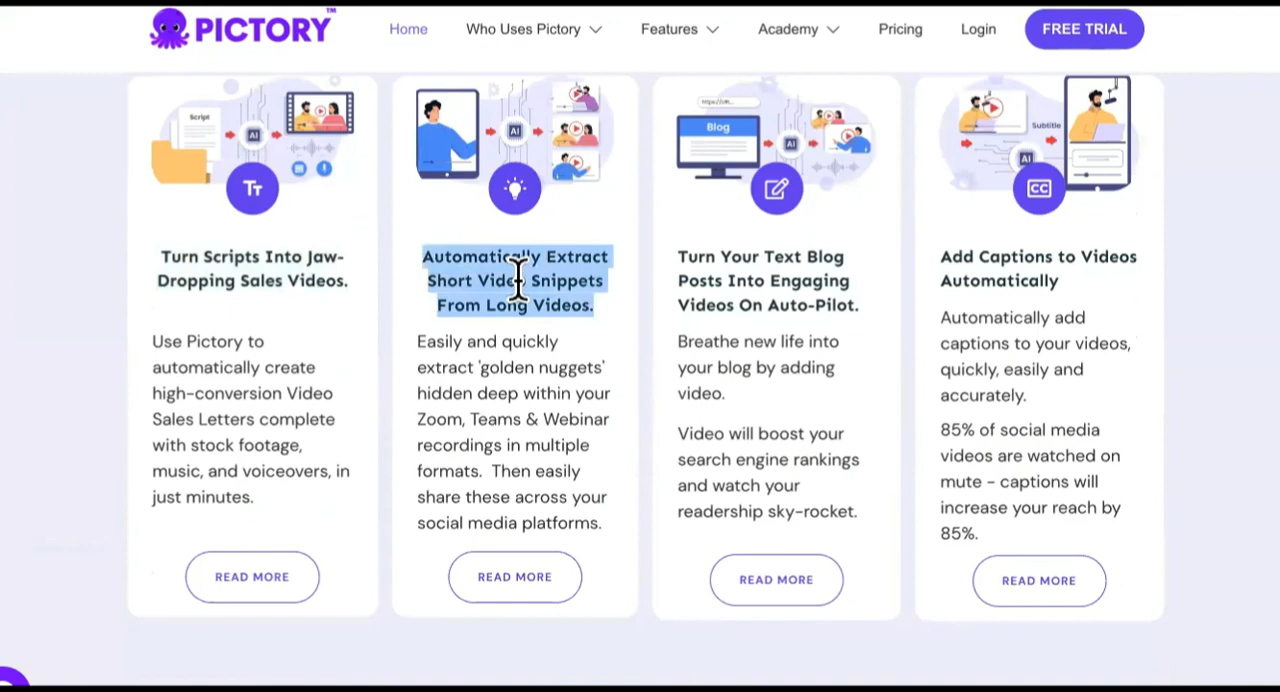 PICTORY™
Home
Who Uses Pictory
Features
Academy
Pricing
Login
FREE TRIAL
Script
AI
TT
Turn Scripts Into Jaw-
Dropping Sales Videos.
Use Pictory to
automatically create
high-conversion Video
Sales Letters complete
with stock footage,
music, and voiceovers, in
just minutes.
READ MORE
AI
Automatically Extract
Short Video Snippets
From Long Videos.
Easily and quickly
extract 'golden nuggets'
hidden deep within your
Zoom, Teams & Webinar
recordings in multiple
formats. Then easily
share these across your
social media platforms.
READ MORE
Blog
AI
Turn Your Text Blog
Posts Into Engaging
Videos On Auto-Pilot.
Breathe new life into
your blog by adding
video.
Video will boost your
search engine rankings
and watch your
readership sky-rocket.
READ MORE
Subtitle
AI
CC
Add Captions to Videos
Automatically
Automatically add
captions to your videos,
quickly, easily and
accurately.
85% of social media
videos are watched on
mute - captions will
increase your reach by
85%.
READ MORE